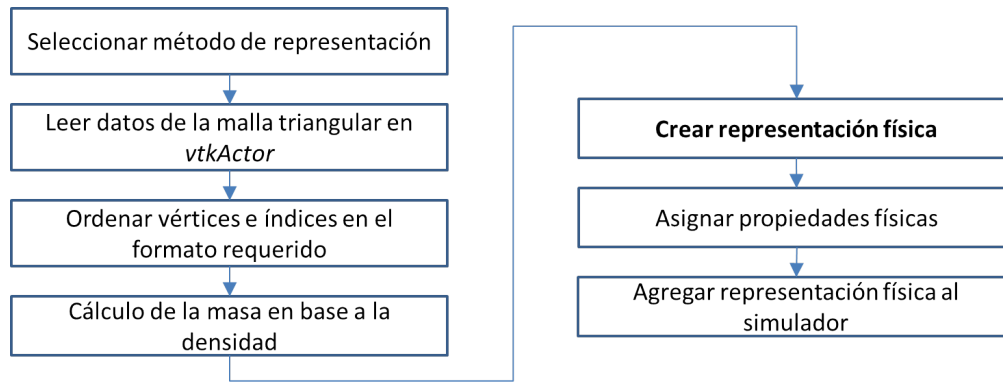 Seleccionar método de representación
Leer datos de la malla triangular en
vtkActor
Ordenar vértices e índices en el
formato requerido
Cálculo de la masa en base a la
densidad
Crear representación física
Asignar propiedades físicas
Agregar representación física al
simulador